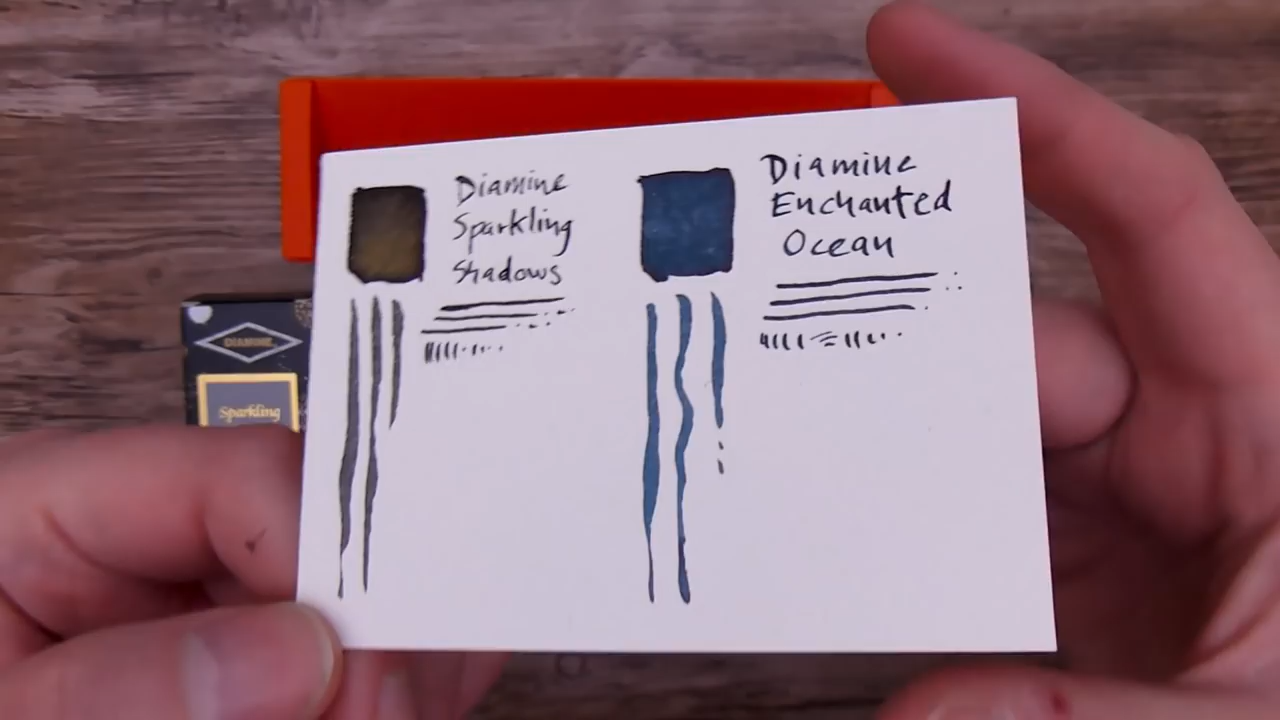 Diamine
Sparkling
Shadows
Diamine
Enchanted
Ocean
DIAMINE
Sparkling